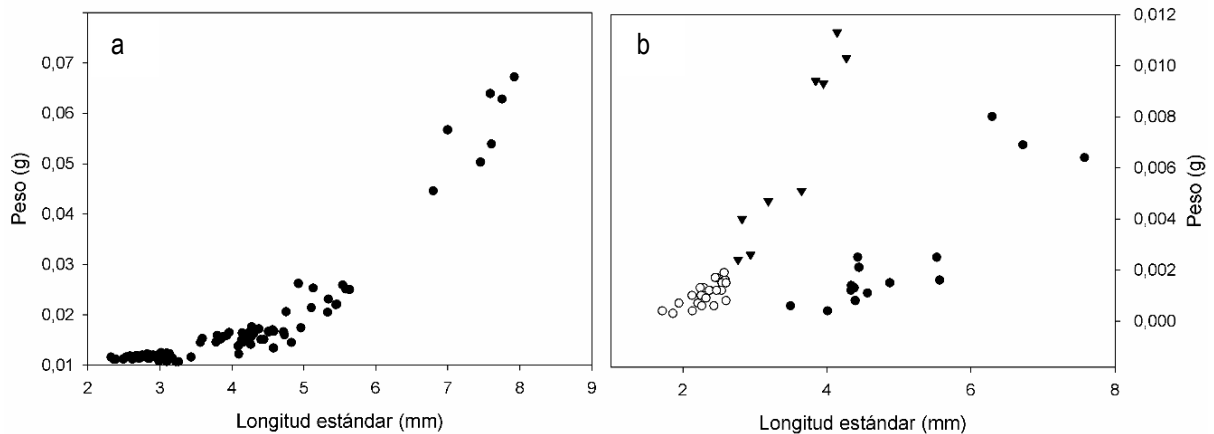 a
0,07
0,06
0,05
0,04
0,03
0,02
0,01
Peso (g)
2 3 4 5 6 7 8 9
Longitud estándar (mm)
b
0,012
0,010
0,008
0,006
0,004
0,002
0,000
Peso (g)
2 4 6 8
Longitud estándar (mm)